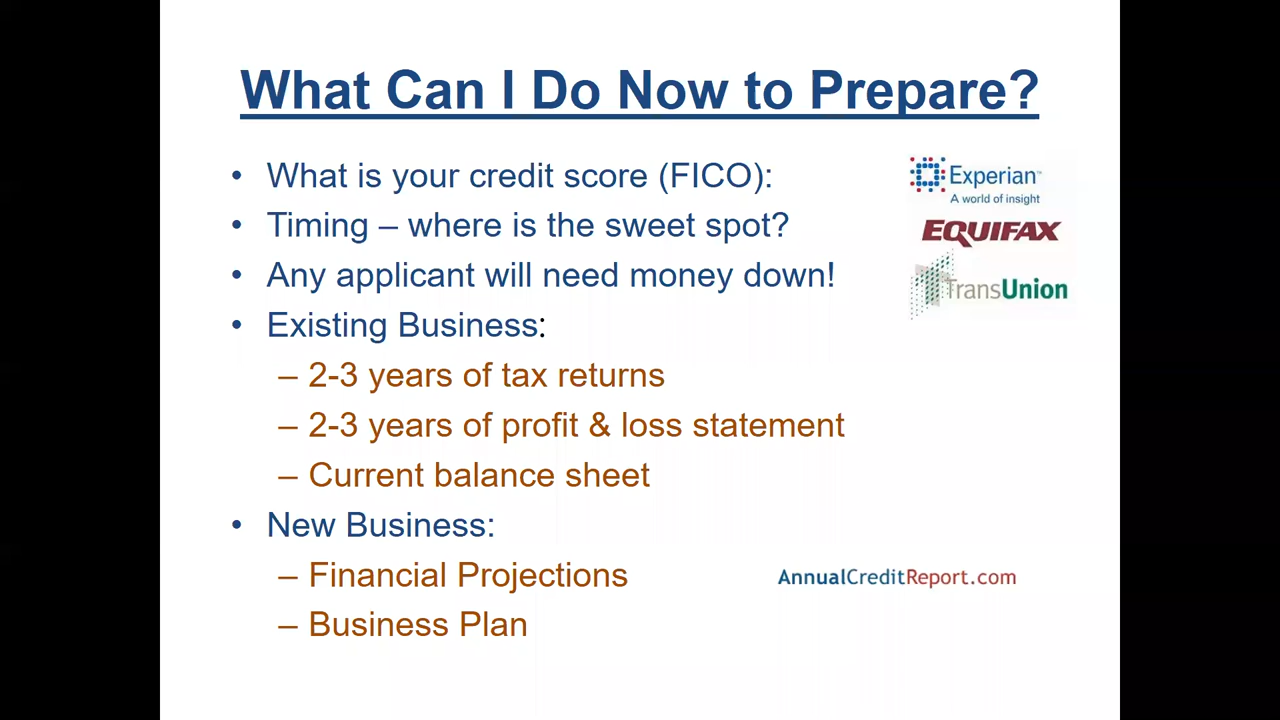 What Can I Do Now to Prepare?
• What is your credit score (FICO):
• Timing – where is the sweet spot?
• Any applicant will need money down!
• Existing Business:
– 2-3 years of tax returns
– 2-3 years of profit & loss statement
– Current balance sheet
• New Business:
– Financial Projections
– Business Plan
Experian™
A world of insight
EQUIFAX
TransUnion
AnnualCreditReport.com